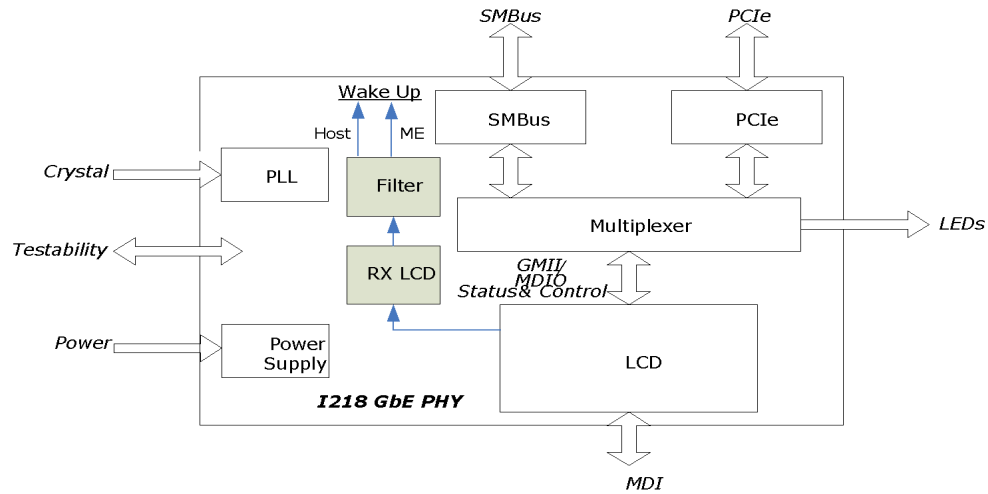 SMBus
PCIe
Wake Up
Host
ME
SMBus
PCIe
Crystal
PLL
Filter
Multiplexer
LEDs
Testability
RX LCD
GMII/
MDIO
Status& Control
Power
Power
Supply
LCD
I218 GbE PHY
MDI